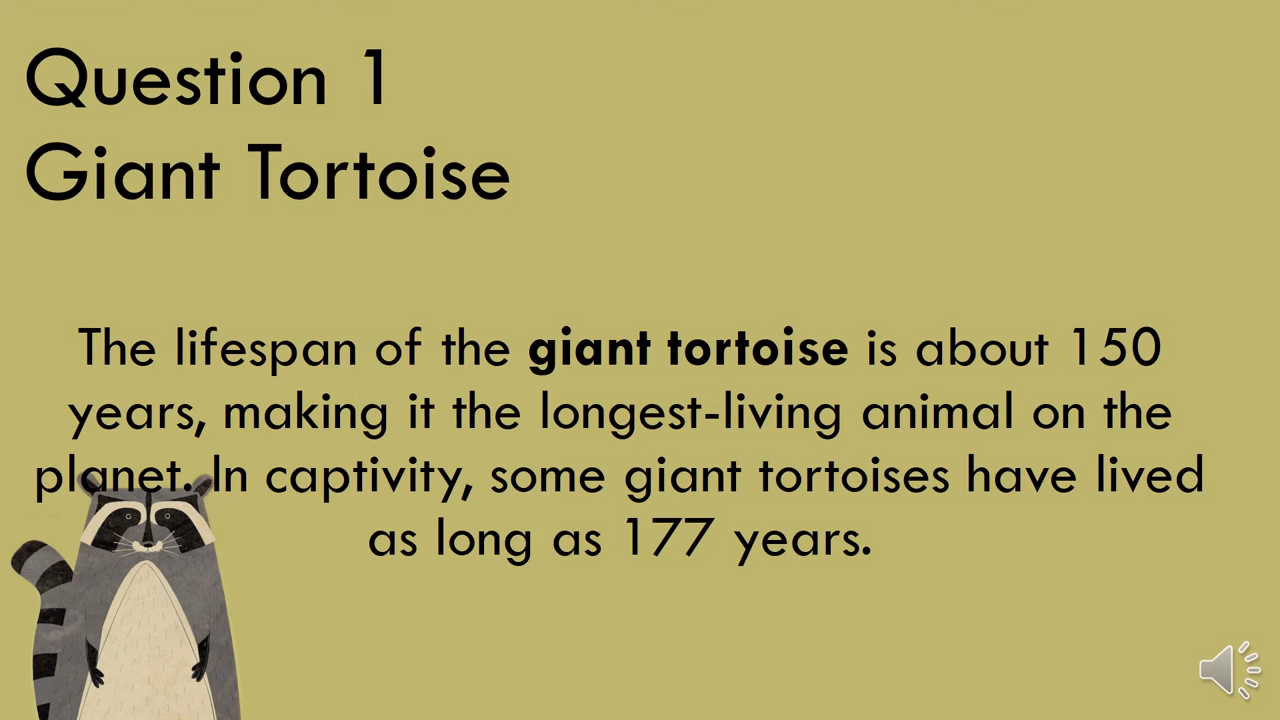 Question 1
Giant Tortoise
The lifespan of the giant tortoise is about 150
years, making it the longest-living animal on the
planet. In captivity, some giant tortoises have lived
as long as 177 years.